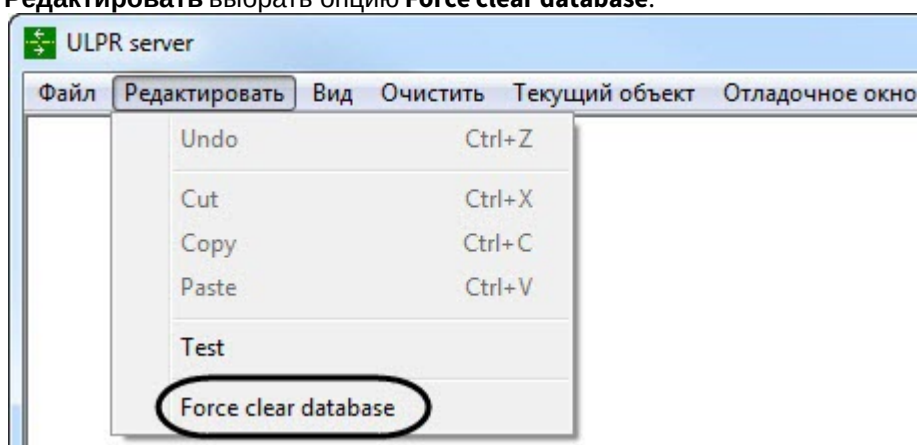 Редактировать выбрать опцию Force clear database.
ULPR server
Файл Редактировать Вид Очистить Текущий объект Отладочное окно
Undo Ctrl+Z
Cut Ctrl+X
Copy Ctrl+C
Paste Ctrl+V
Test
Force clear database